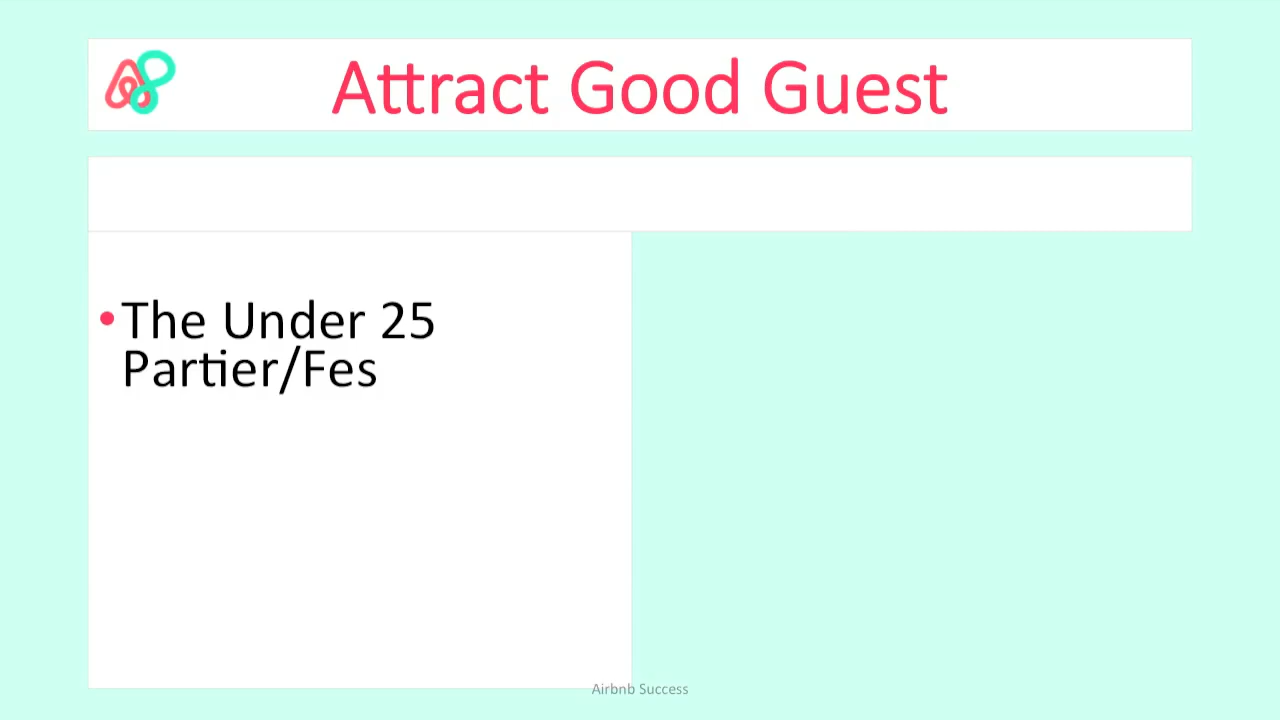 Attract Good Guest
•The Under 25
Partier/Fes
Airbnb Success